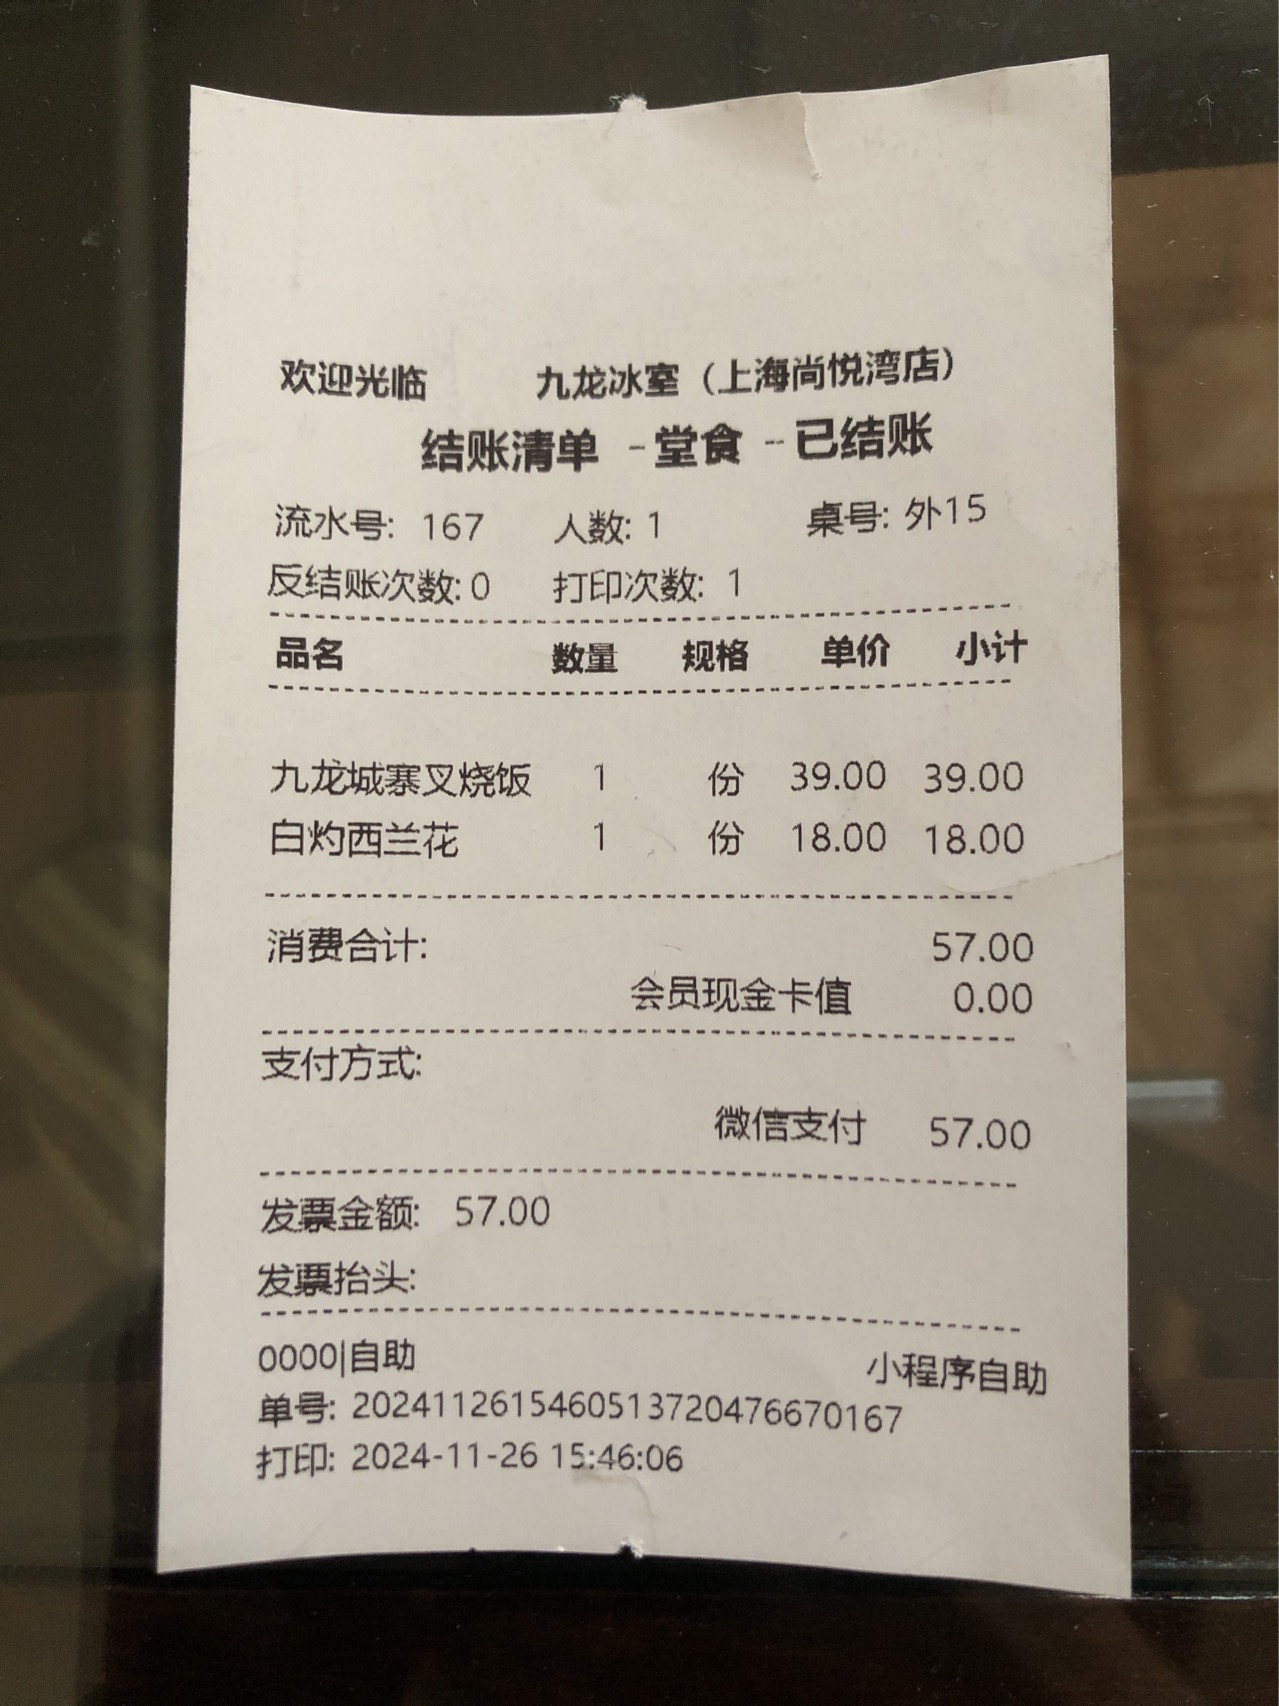 欢迎光临 九龙冰室（上海尚悦湾店）
结账清单 -堂食 --已结账
流水号: 167 人数: 1 桌号: 外15
反结账次数: 0 打印次数: 1
品名 数量 规格 单价 小计
九龙城寨叉烧饭 1 份 39.00 39.00
白灼西兰花 1 份 18.00 18.00
消费合计: 57.00
会员现金卡值 0.00
支付方式:
微信支付 57.00
发票金额: 57.00
发票抬头:
0000|自助 小程序自助
单号: 2024112615460513720476670167
打印: 2024-11-26 15:46:06